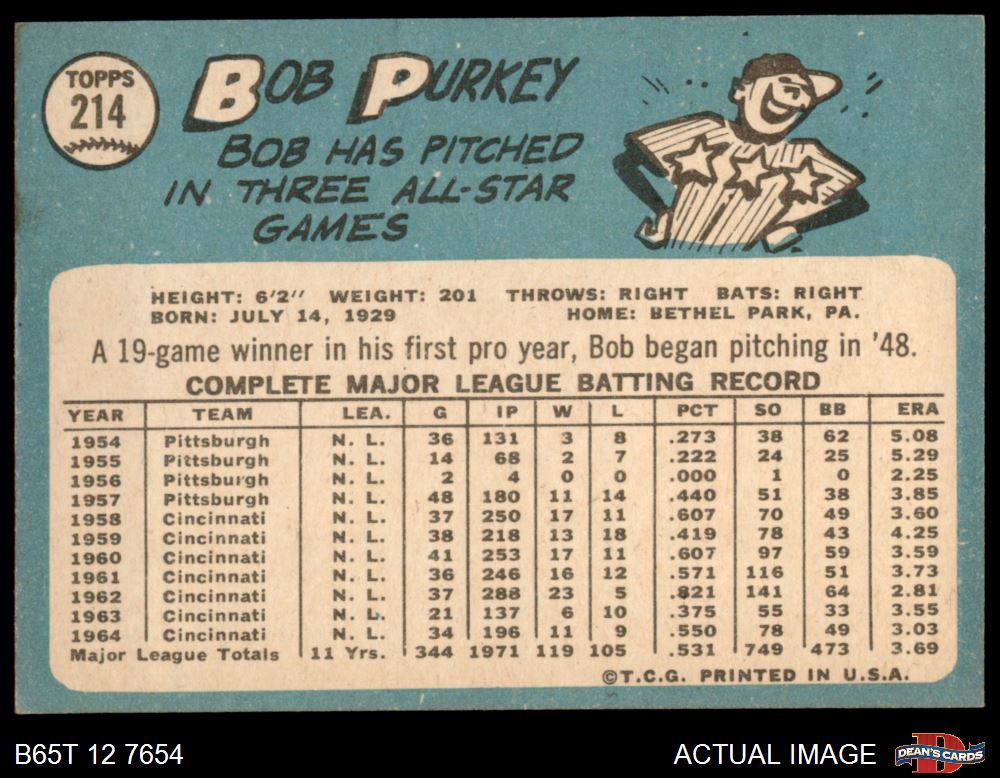 TOPPS
214
BOB PURKEY
BOB HAS PITCHED
IN THREE ALL-STAR
GAMES
HEIGHT: 6'2" WEIGHT: 201 THROWS: RIGHT BATS: RIGHT
BORN: JULY 14, 1929 HOME: BETHEL PARK, PA.
A 19-game winner in his first pro year, Bob began pitching in '48.
COMPLETE MAJOR LEAGUE BATTING RECORD
YEAR TEAM LEA. G IP W L PCT SO BB ERA
1954 Pittsburgh N. L. 36 131 3 8 .273 38 62 5.08
1955 Pittsburgh N. L. 14 68 2 7 .222 24 25 5.29
1956 Pittsburgh N. L. 2 4 0 0 .000 1 0 2.25
1957 Pittsburgh N. L. 48 180 11 14 .440 51 38 3.85
1958 Cincinnati N. L. 37 250 17 11 .607 70 49 3.60
1959 Cincinnati N. L. 38 218 13 18 .419 78 43 4.25
1960 Cincinnati N. L. 41 253 17 11 .607 97 59 3.59
1961 Cincinnati N. L. 36 246 16 12 .571 116 51 3.73
1962 Cincinnati N. L. 37 288 23 5 .821 141 64 2.81
1963 Cincinnati N. L. 21 137 6 10 .375 55 33 3.55
1964 Cincinnati N. L. 34 196 11 9 .550 78 49 3.03
Major League Totals 11 Yrs. 344 1971 119 105 .531 749 473 3.69
©T.C.G. PRINTED IN U.S.A.
B65T 12 7654 ACTUAL IMAGE DEAN'S CARDS